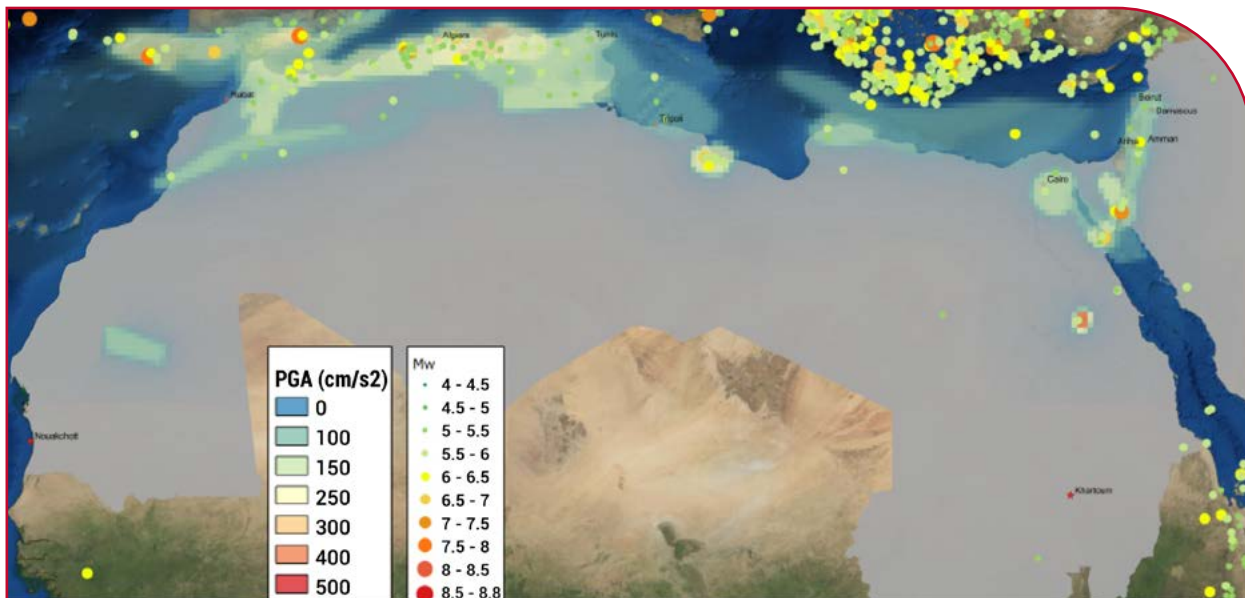 Algiers
Tunis
Rabat
Tripoli
Beirut
Damascus
Amman
Cairo
Nouakchott
Khartoum
PGA (cm/s2)
0
100
150
250
300
400
500
Mw
4 - 4.5
4.5 - 5
5 - 5.5
5.5 - 6
6 - 6.5
6.5 - 7
7 - 7.5
7.5 - 8
8 - 8.5
8.5 - 8.8